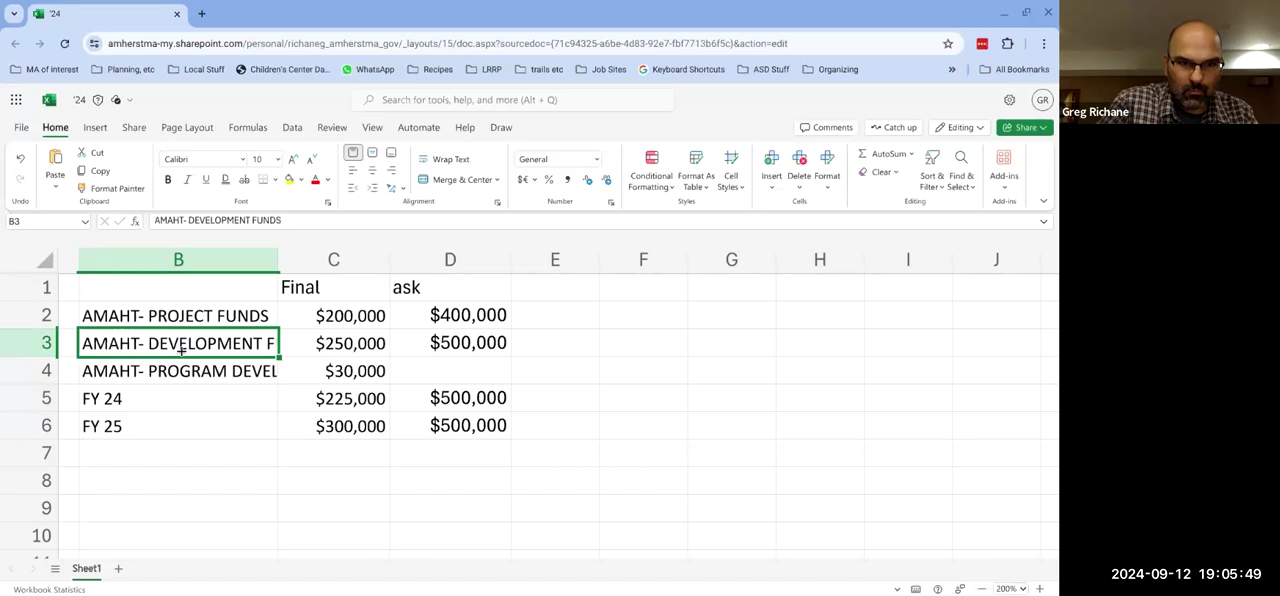 '24
amherstma-my.sharepoint.com/personal/richaneg_amherstma_gov/_layouts/15/doc.aspx?sourcedoc={71c94325-a6be-4d83-92e7-fbf7713b6f5c}&action=edit
MA of interest Planning, etc Local Stuff Children's Center Da... WhatsApp Recipes LRRP trails etc Job Sites Keyboard Shortcuts ASD Stuff Organizing » All Bookmarks
'24 Search for tools, help, and more (Alt + Q) GR
File Home Insert Share Page Layout Formulas Data Review View Automate Help Draw Comments Catch up Editing Share
Cut
Copy
Format Painter
Paste
Calibri 10
B I U D ab A
Wrap Text
Merge & Center
General
$€ % 9
Conditional Formatting Format As Table Cell Styles
Insert Delete Format
AutoSum
Clear
Sort & Filter Find & Select
Add-ins
Undo Clipboard Font Alignment Number Styles Cells Editing Add-ins
B3 fx AMAHT- DEVELOPMENT FUNDS
B C D E F G H I J
1 Final ask
2 AMAHT- PROJECT FUNDS $200,000 $400,000
3 AMAHT- DEVELOPMENT F $250,000 $500,000
4 AMAHT- PROGRAM DEVEL $30,000
5 FY 24 $225,000 $500,000
6 FY 25 $300,000 $500,000
7
8
9
10
Sheet1
Workbook Statistics 200%
Greg Richane
2024-09-12 19:05:49